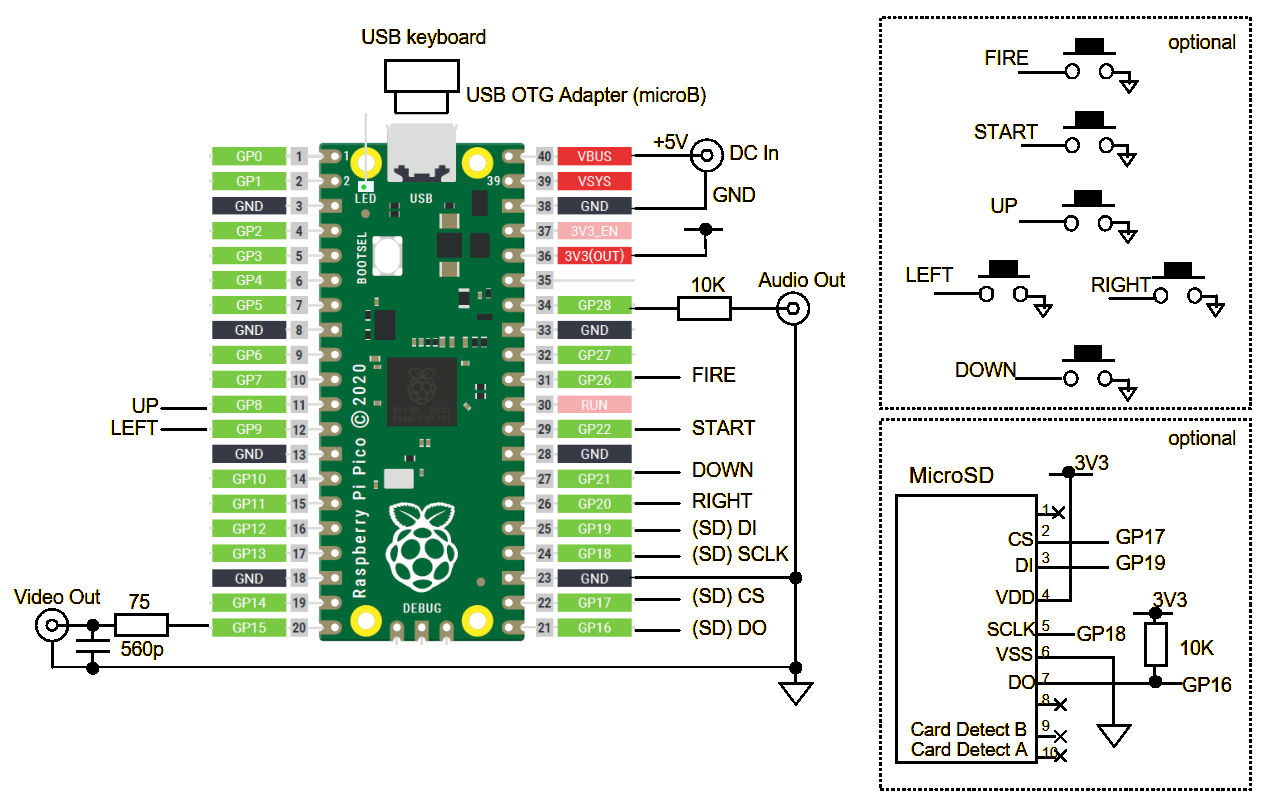 USB keyboard
USB OTG Adapter (microB)
+5V
DC In
GND
GP0 1
GP1 2
GND 3
GP2 4
GP3 5
GP4 6
GP5 7
GND 8
GP6 9
GP7 10
UP GP8 11
LEFT GP9 12
GND 13
GP10 14
GP11 15
GP12 16
GP13 17
GND 18
GP14 19
GP15 20
Video Out
75
560p
1
2
LED
USB
39
BOOTSEL
Raspberry Pi Pico © 2020
DEBUG
40 VBUS
39 VSYS
38 GND
37 3V3_EN
36 3V3(OUT)
35
34 GP28
10K
Audio Out
33 GND
32 GP27
31 GP26 FIRE
30 RUN
29 GP22 START
28 GND
27 GP21 DOWN
26 GP20 RIGHT
25 GP19 (SD) DI
24 GP18 (SD) SCLK
23 GND
22 GP17 (SD) CS
21 GP16 (SD) DO
optional
FIRE
START
UP
LEFT
RIGHT
DOWN
optional
MicroSD
3V3
1
CS 2 GP17
DI 3 GP19
VDD 4
3V3
SCLK 5 GP18
VSS 6
10K
DO 7 GP16
8
Card Detect B 9
Card Detect A 10